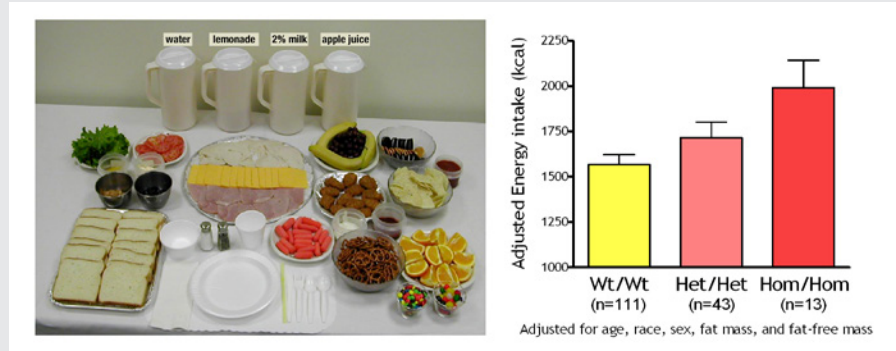 water
lemonade
2% milk
apple juice
Adjusted Energy intake (kcal)
2250
2000
1750
1500
1250
1000
Wt/Wt
(n=111)
Het/Het
(n=43)
Hom/Hom
(n=13)
Adjusted for age, race, sex, fat mass, and fat-free mass